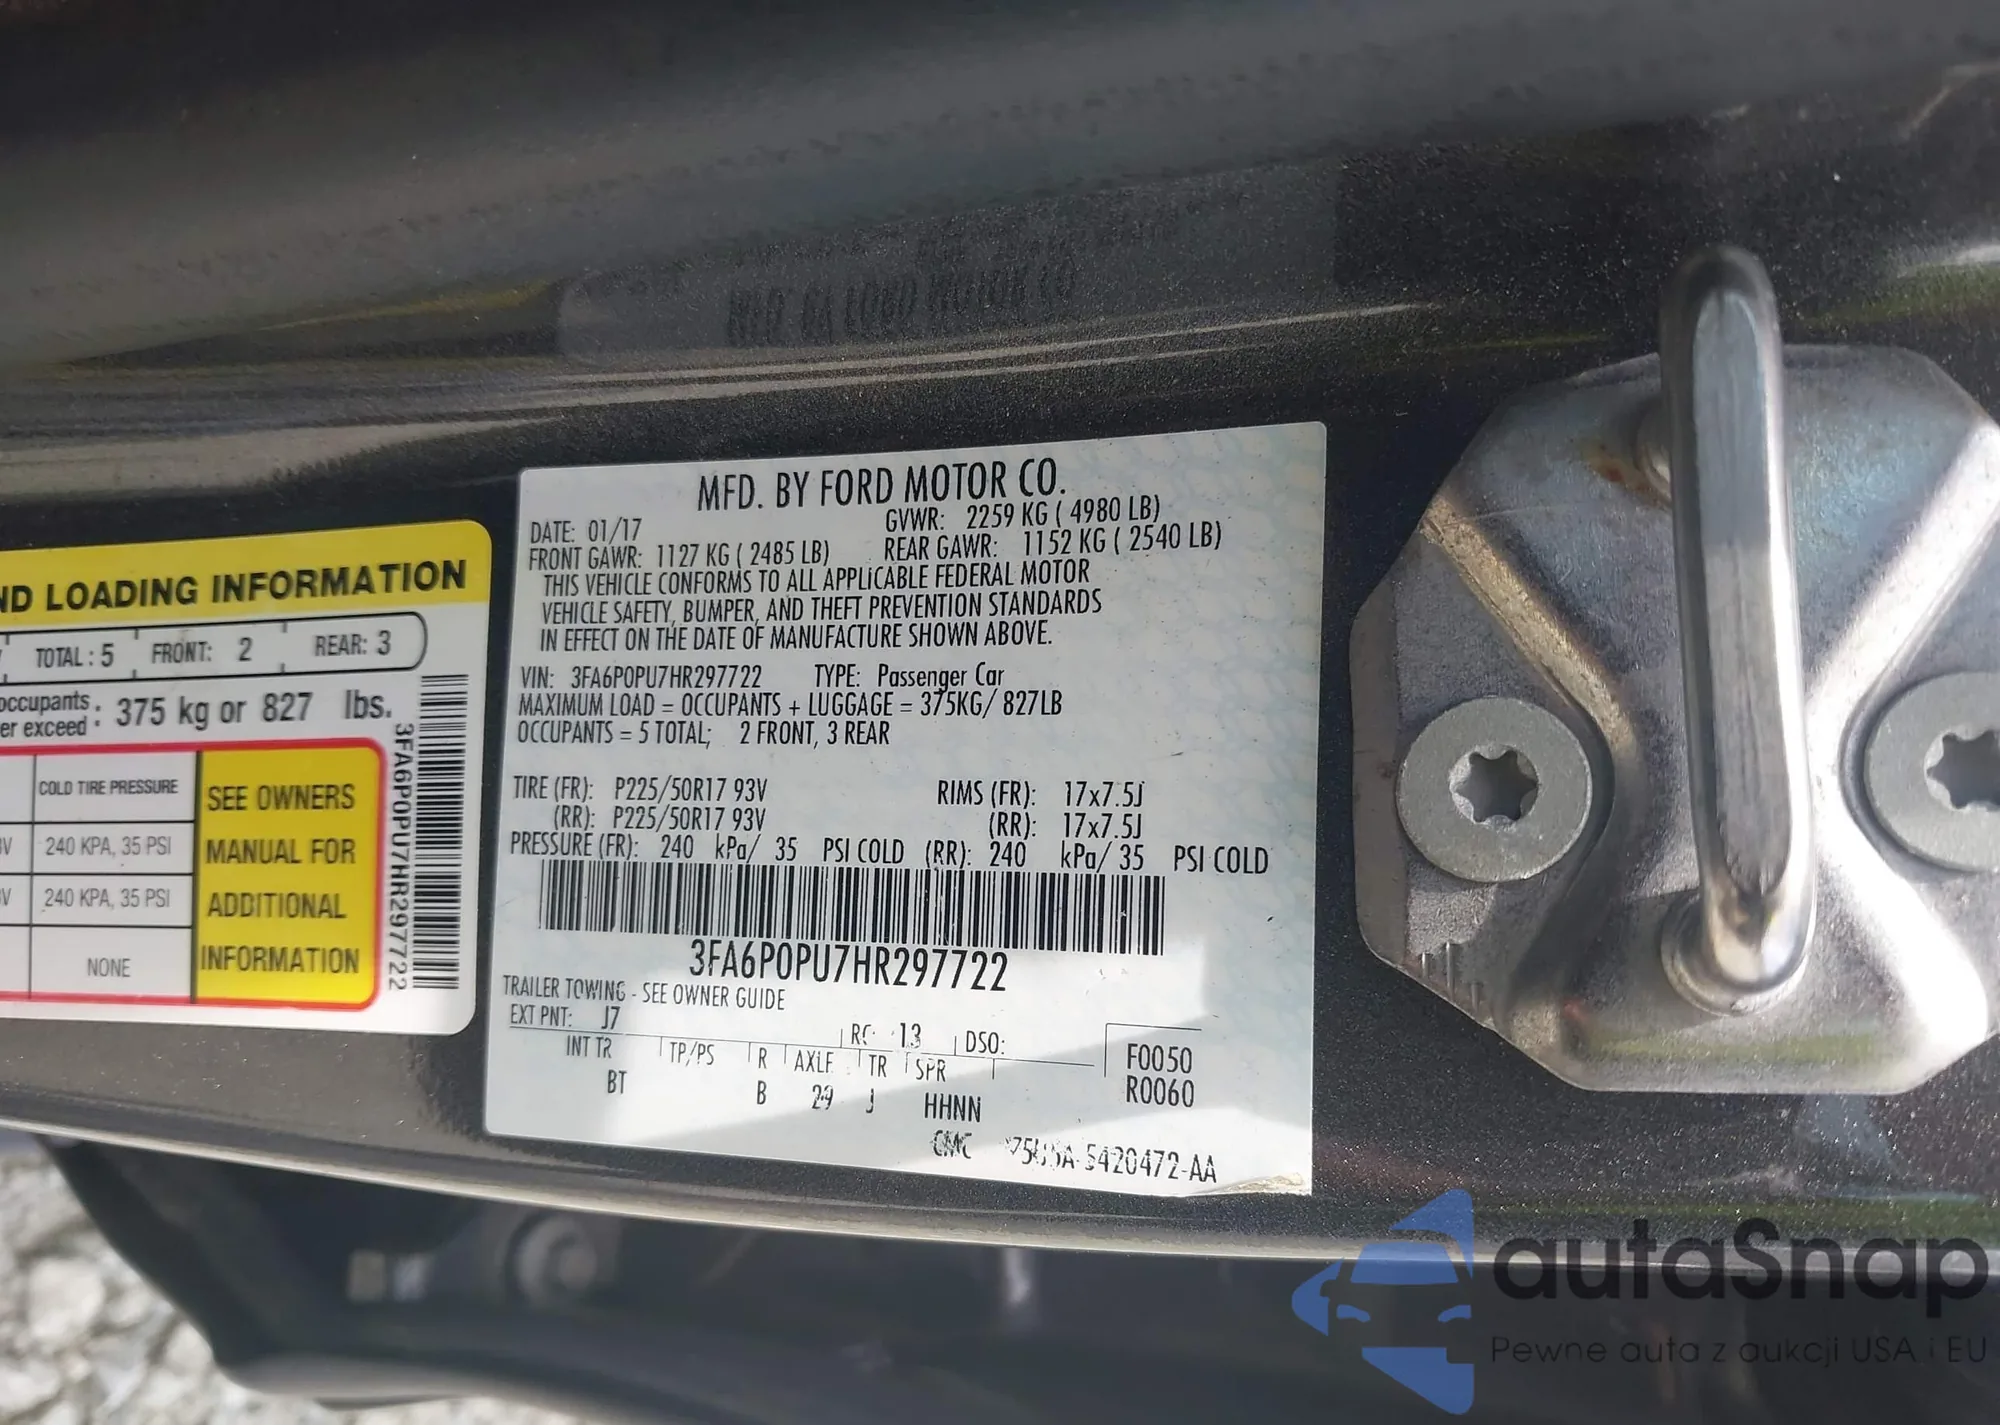 ND LOADING INFORMATION
TOTAL: 5 FRONT: 2 REAR: 3
occupants
er exceed : 375 kg or 827 lbs.
COLD TIRE PRESSURE
240 KPA, 35 PSI
240 KPA, 35 PSI
NONE
SEE OWNERS
MANUAL FOR
ADDITIONAL
INFORMATION
3FA6P0PU7HR297722
MFD. BY FORD MOTOR CO.
DATE: 01/17 GVWR: 2259 KG ( 4980 LB)
FRONT GAWR: 1127 KG ( 2485 LB) REAR GAWR: 1152 KG ( 2540 LB)
THIS VEHICLE CONFORMS TO ALL APPLICABLE FEDERAL MOTOR
VEHICLE SAFETY, BUMPER, AND THEFT PREVENTION STANDARDS
IN EFFECT ON THE DATE OF MANUFACTURE SHOWN ABOVE.
VIN: 3FA6P0PU7HR297722 TYPE: Passenger Car
MAXIMUM LOAD = OCCUPANTS + LUGGAGE = 375KG/ 827LB
OCCUPANTS = 5 TOTAL; 2 FRONT, 3 REAR
TIRE (FR): P225/50R17 93V RIMS (FR): 17x7.5J
(RR): P225/50R17 93V (RR): 17x7.5J
PRESSURE (FR): 240 kPa/ 35 PSI COLD (RR): 240 kPa/ 35 PSI COLD
3FA6P0PU7HR297722
TRAILER TOWING - SEE OWNER GUIDE
EXT PNT: J7 13 DSO:
INT TR TP/PS R AXLE TR SPR
BT B 29 J HHNN
F0050
R0060
5420472-AA
autaSnap
Pewne auta z aukcji USA i EU